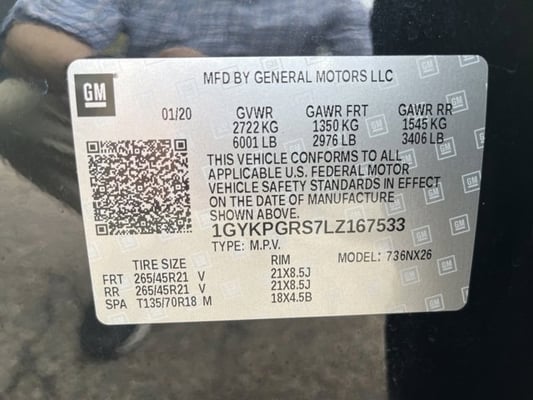 GM
MFD BY GENERAL MOTORS LLC
01/20 GVWR GAWR FRT GAWR RR
2722 KG 1350 KG 1545 KG
6001 LB 2976 LB 3406 LB
THIS VEHICLE CONFORMS TO ALL
APPLICABLE U.S. FEDERAL MOTOR
VEHICLE SAFETY STANDARDS IN EFFECT
ON THE DATE OF MANUFACTURE
SHOWN ABOVE.
1GYKPGRS7LZ167533
TYPE: M.P.V. MODEL: 736NX26
TIRE SIZE RIM
FRT 265/45R21 V 21X8.5J
RR 265/45R21 V 21X8.5J
SPA T135/70R18 M 18X4.5B